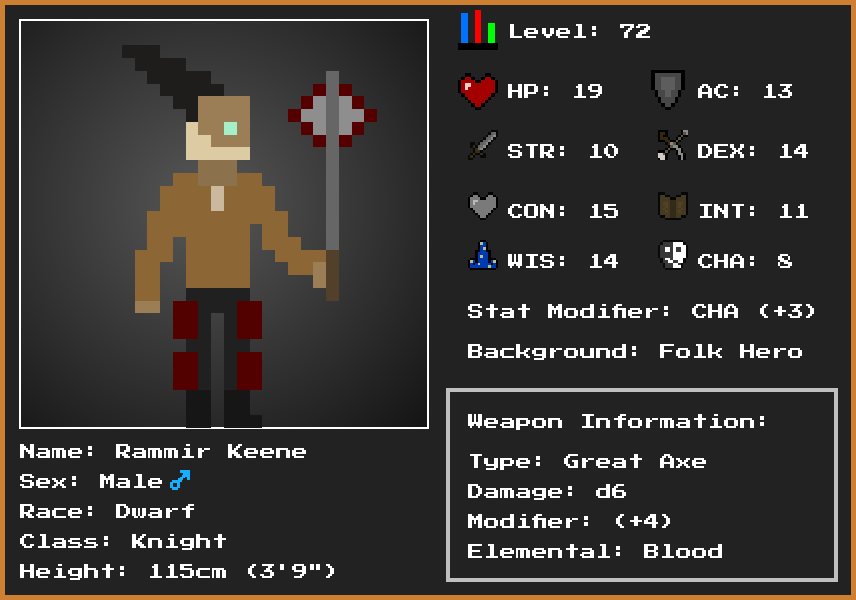 Level: 72
HP: 19 AC: 13
STR: 10 DEX: 14
CON: 15 INT: 11
WIS: 14 CHA: 8
Stat Modifier: CHA (+3)
Background: Folk Hero
Weapon Information:
Type: Great Axe
Damage: d6
Modifier: (+4)
Elemental: Blood
Name: Rammir Keene
Sex: Male♂
Race: Dwarf
Class: Knight
Height: 115cm (3'9")